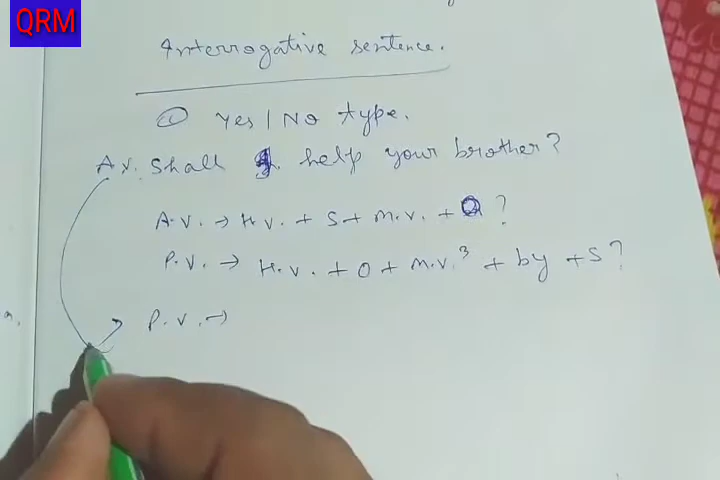 QRM
Interrogative sentence.
① Yes | No type.
A.V. Shall I help your brother?
A.V. → H.V. + S + M.V. + O ?
P.V. → H.V. + O + M.V.³ + by + S ?
P.V. →